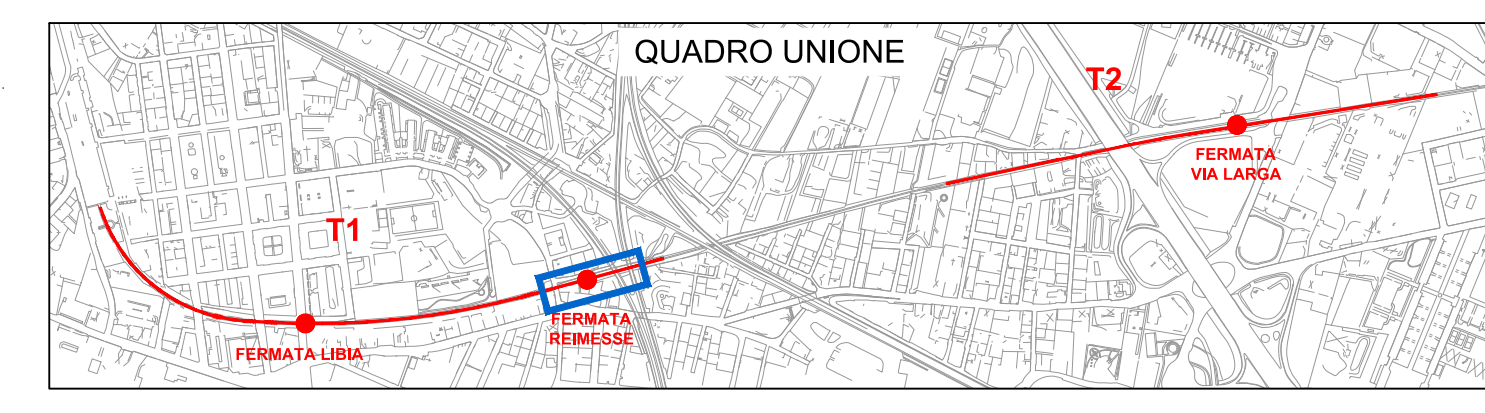 QUADRO UNIONE
T2
FERMATA
VIA LARGA
T1
FERMATA
REIMESSE
FERMATA LIBIA